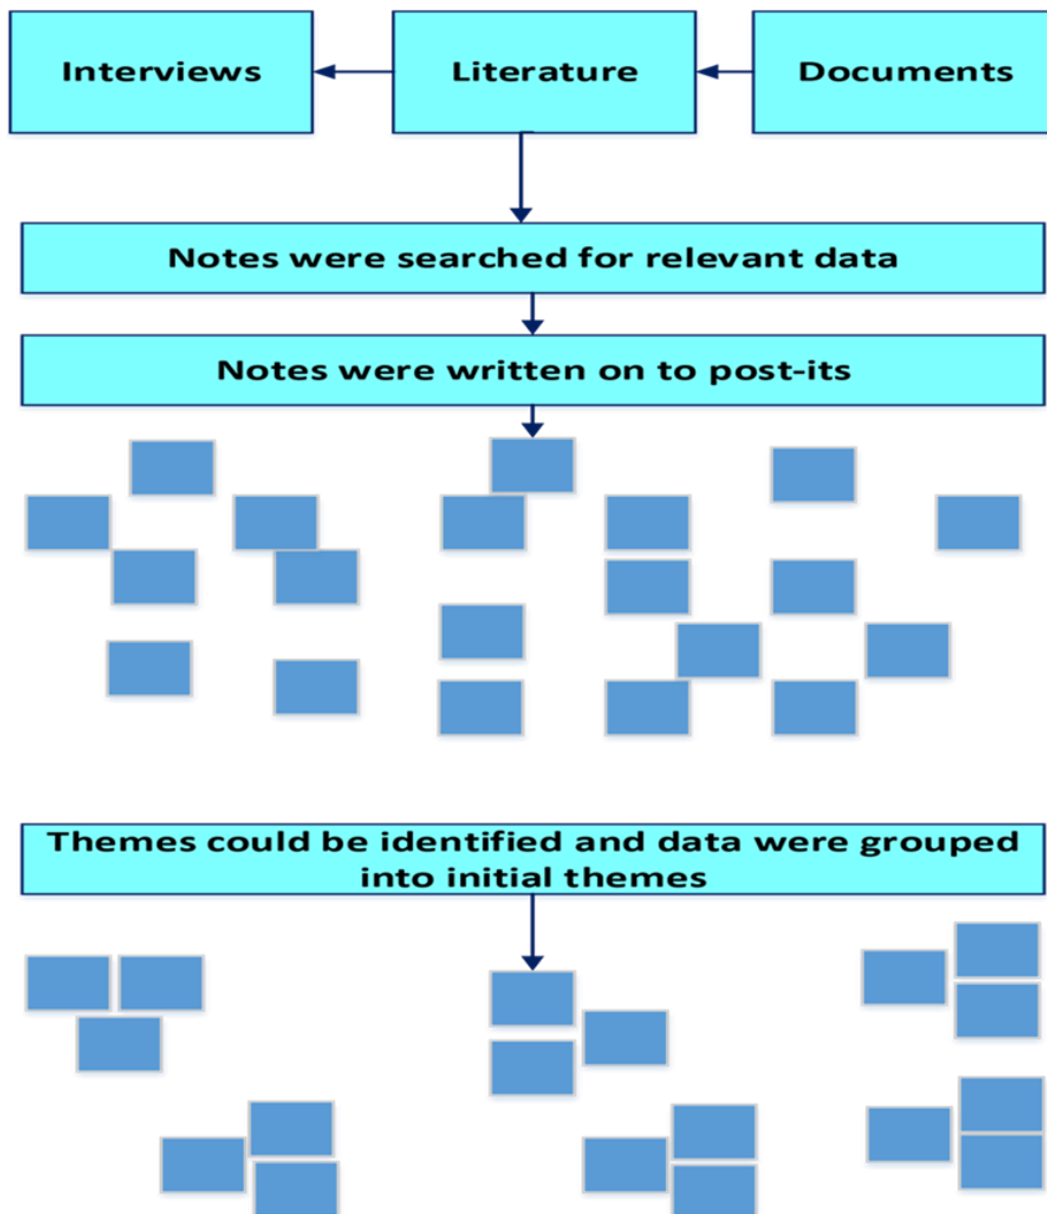 Interviews
Literature
Documents
Notes were searched for relevant data
Notes were written on to post-its
Themes could be identified and data were grouped
into initial themes